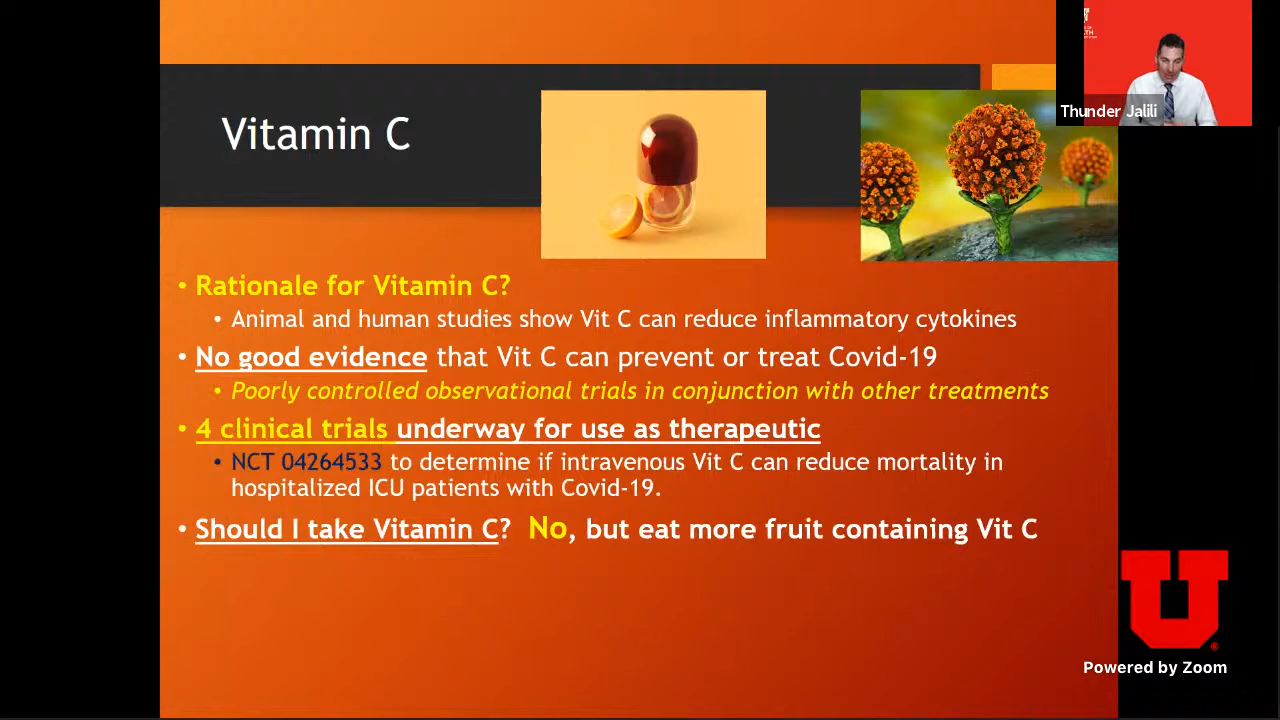 Vitamin C
Thunder Jalili
• Rationale for Vitamin C?
• Animal and human studies show Vit C can reduce inflammatory cytokines
• No good evidence that Vit C can prevent or treat Covid-19
• Poorly controlled observational trials in conjunction with other treatments
• 4 clinical trials underway for use as therapeutic
• NCT 04264533 to determine if intravenous Vit C can reduce mortality in
hospitalized ICU patients with Covid-19.
• Should I take Vitamin C? No, but eat more fruit containing Vit C
U
Powered by Zoom